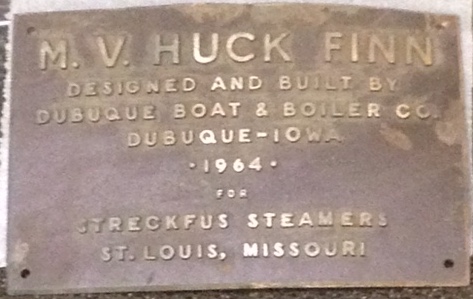 M. V. HUCK FINN
DESIGNED AND BUILT BY
DUBUQUE BOAT & BOILER CO.
DUBUQUE-IOWA
·1964·
FOR
STRECKFUS STEAMERS
ST. LOUIS, MISSOURI